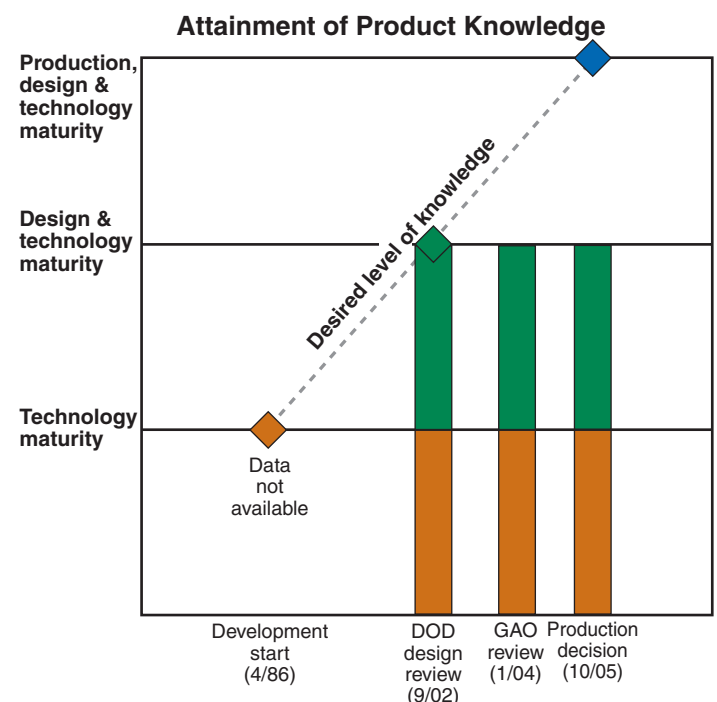 Attainment of Product Knowledge
Production,
design &
technology
maturity
Design &
technology
maturity
Technology
maturity
Desired level of knowledge
Data
not
available
Development
start
(4/86)
DOD
design
review
(9/02)
GAO
review
(1/04)
Production
decision
(10/05)